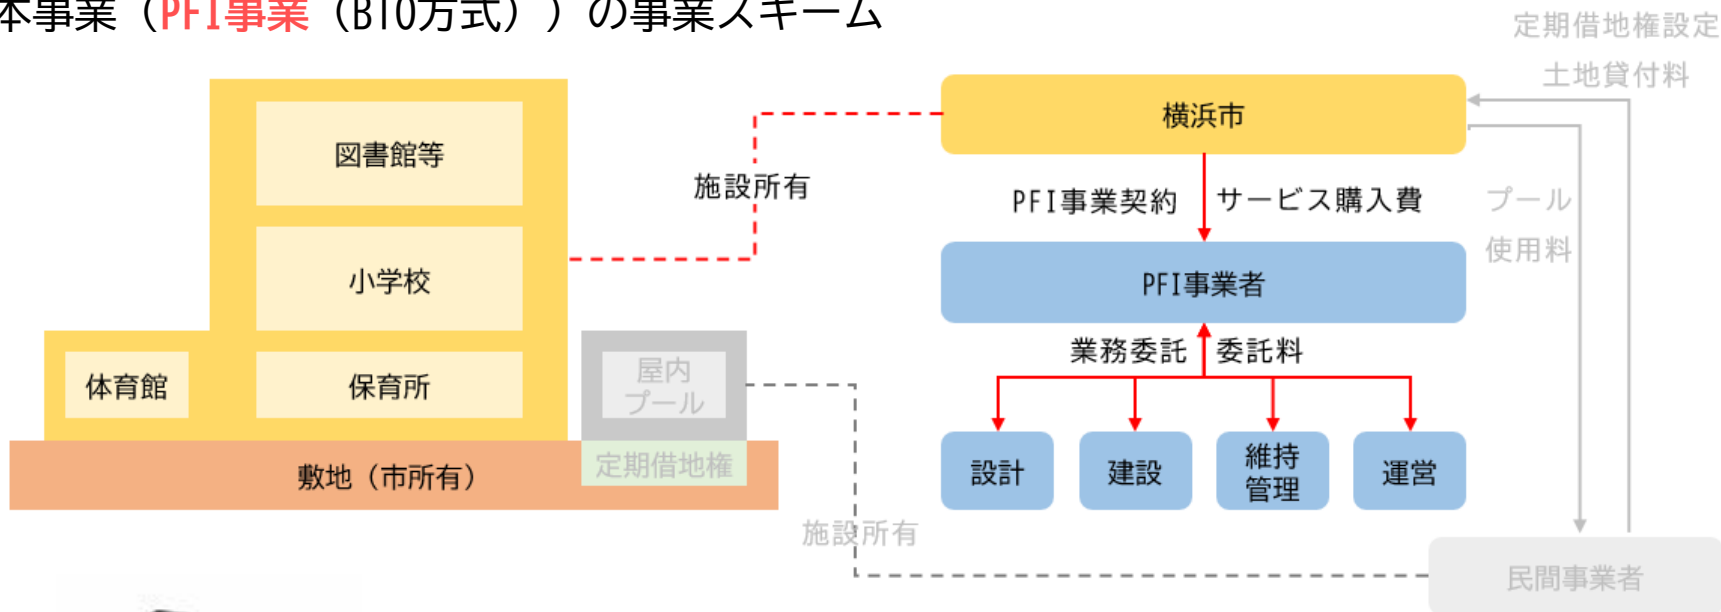 本事業（PFI事業（BTO方式））の事業スキーム
定期借地権設定
土地貸付料
図書館等
小学校
体育館
保育所
屋内
プール
敷地（市所有）
定期借地権
施設所有
横浜市
PFI事業契約
サービス購入費
プール
使用料
PFI事業者
業務委託
委託料
設計
建設
維持
管理
運営
施設所有
民間事業者